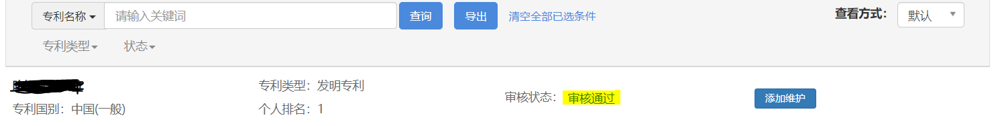 专利名称 请输入关键词 查询 导出 清空全部已选条件 查看方式： 默认
专利类型 状态
专利类型：发明专利
审核状态：审核通过 添加维护
专利国别：中国(一般) 个人排名：1